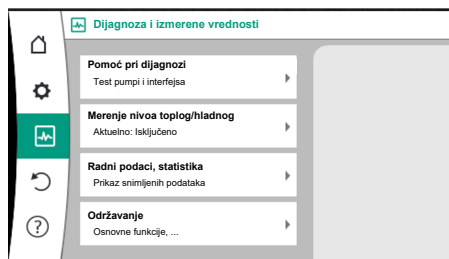 Dijagnoza i izmerene vrednosti
Pomoć pri dijagnozi
Test pumpi i interfejsa
Merenje nivoa toplog/hladnog
Aktuelno: Isključeno
Radni podaci, statistika
Prikaz snimljenih podataka
Održavanje
Osnovne funkcije, ...